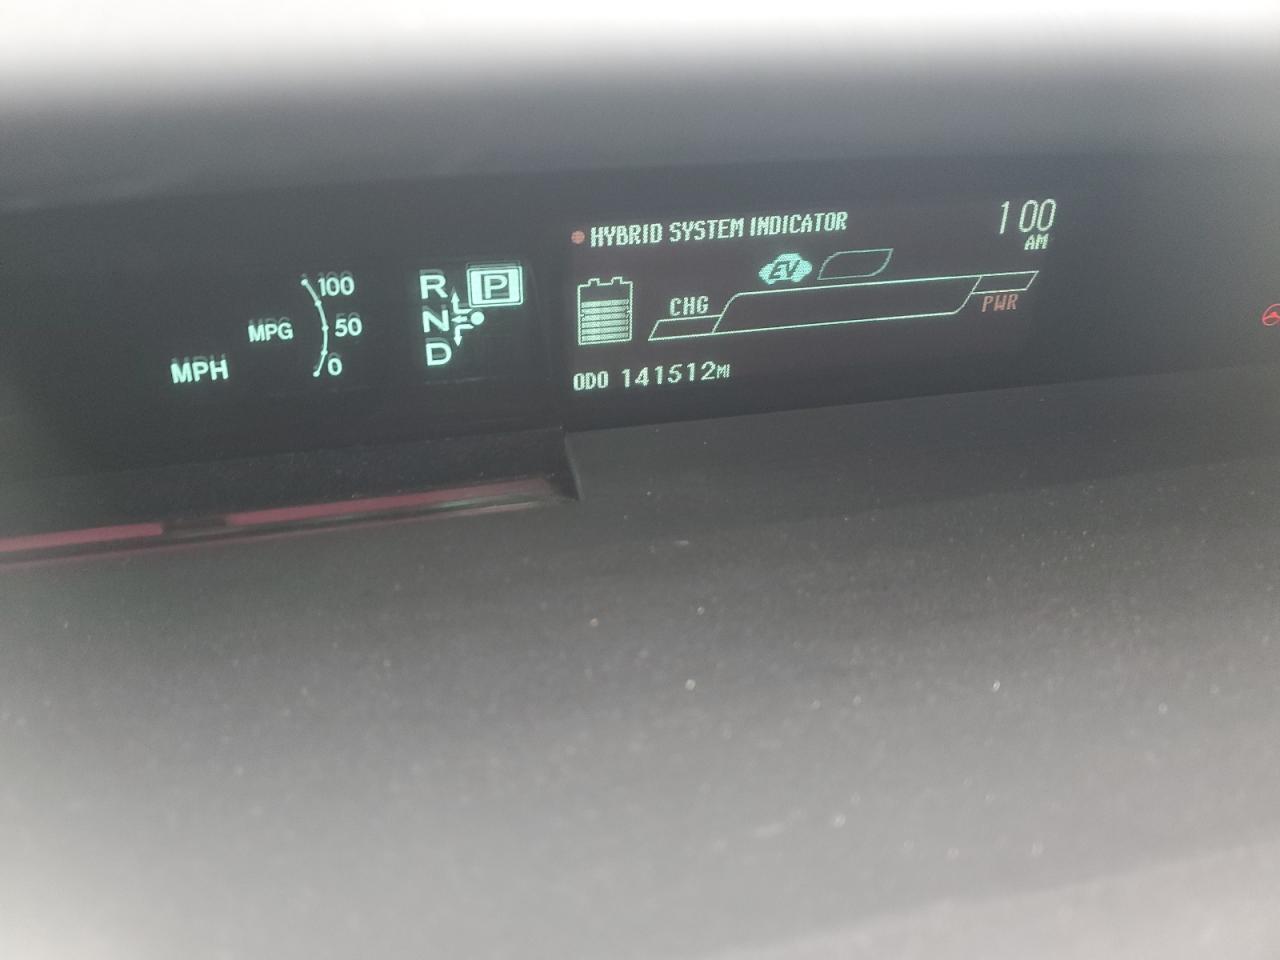 HYBRID SYSTEM INDICATOR
1 00
AM
EV
CHG
PWR
ODO 141512MI
100
MPG 50
0
MPH
R
P
N
D